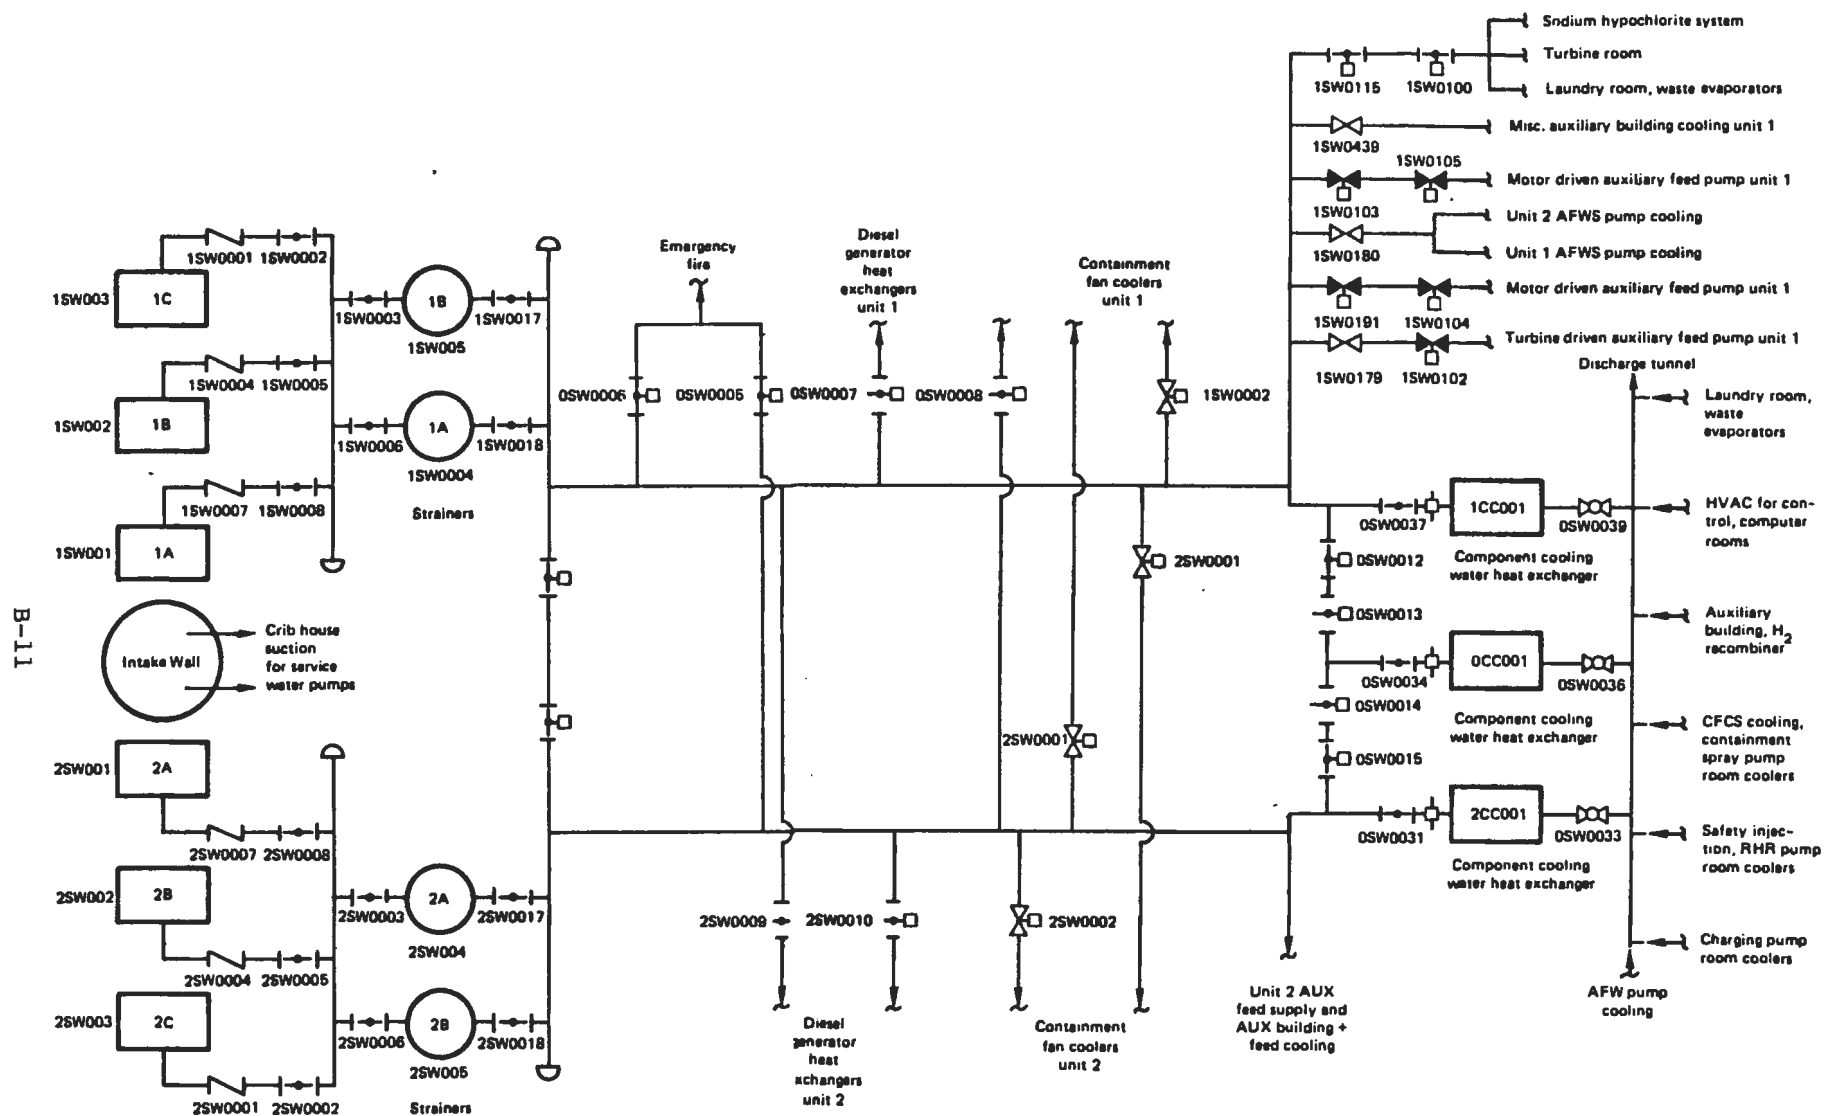 Sodium hypochlorite system
Turbine room
1SW0115
1SW0100
Laundry room, waste evaporators
Misc. auxiliary building cooling unit 1
1SW0439
1SW0105
Motor driven auxiliary feed pump unit 1
1SW0103
Unit 2 AFWS pump cooling
1SW0180
Unit 1 AFWS pump cooling
Motor driven auxiliary feed pump unit 1
1SW0191
1SW0104
Turbine driven auxiliary feed pump unit 1
1SW0179
1SW0102
Discharge tunnel
Emergency
fire
Diesel
generator
heat
exchangers
unit 1
Containment
fan coolers
unit 1
1SW003
1C
1SW0001
1SW0002
1SW0003
1B
1SW0017
1SW005
1SW002
1B
1SW0004
1SW0005
1SW0006
1A
1SW0018
1SW0004
Strainers
1SW001
1A
1SW0007
1SW0008
0SW0006
0SW0005
0SW0007
0SW0008
1SW0002
2SW0001
Laundry room,
waste
evaporators
0SW0037
1CC001
0SW0039
Component cooling
water heat exchanger
HVAC for con-
trol, computer
rooms
0SW0012
0SW0013
Auxiliary
building, H2
recombiner
0SW0034
0CC001
0SW0036
Component cooling
water heat exchanger
0SW0014
CFCS cooling,
containment
spray pump
room coolers
0SW0015
0SW0031
2CC001
0SW0033
Component cooling
water heat exchanger
Safety injec-
tion, RHR pump
room coolers
Charging pump
room coolers
AFW pump
cooling
B-11
Intake Wall
Crib house
suction
for service
water pumps
2SW001
2A
2SW0007
2SW0008
2SW002
2B
2SW0004
2SW0005
2SW0003
2A
2SW0017
2SW004
2SW003
2C
2SW0001
2SW0002
2SW0006
2B
2SW0018
2SW005
Strainers
2SW0001
2SW0009
2SW0010
2SW0002
Diesel
generator
heat
xchangers
unit 2
Containment
fan coolers
unit 2
Unit 2 AUX
feed supply and
AUX building +
feed cooling